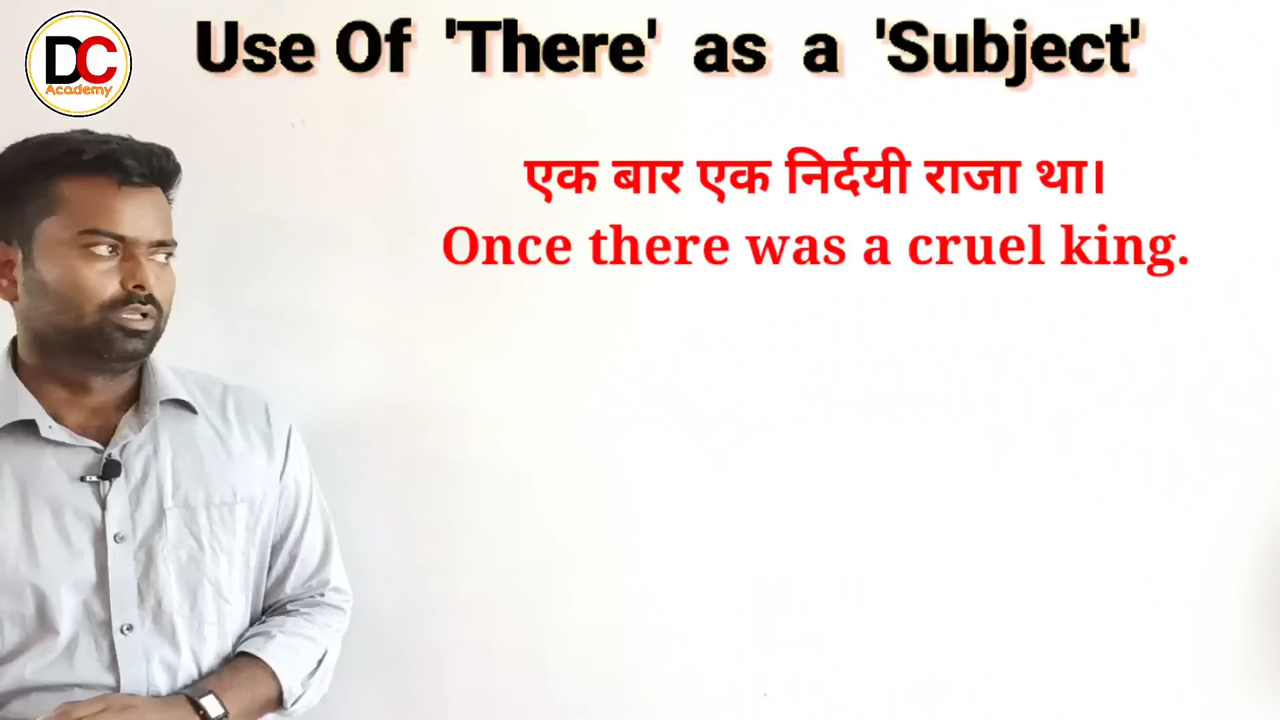 DC
Academy
Use Of 'There' as a 'Subject'
एक बार एक निर्दयी राजा था।
Once there was a cruel king.